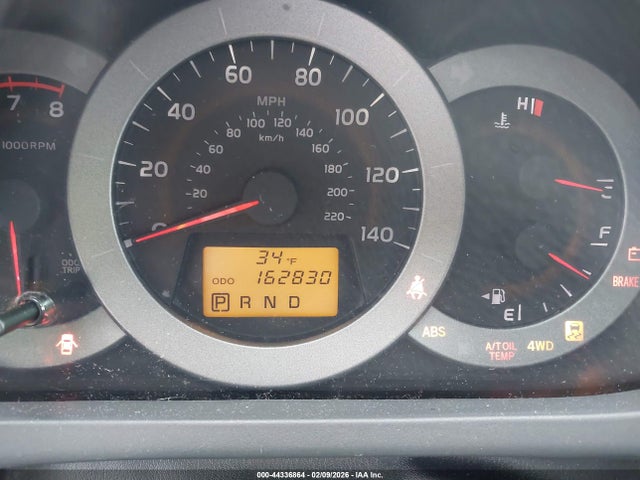 7 8
1000RPM
ODO
TRIP
20 40 60 80 100 120 140
MPH
20 40 60 80 100 120 140 160 180 200 220
km/h
34°F
ODO 162830
P R N D
H
F
E
ABS
A/T OIL
TEMP
4WD
BRAKE
000-44336864 - 02/09/2026 - IAA Inc.